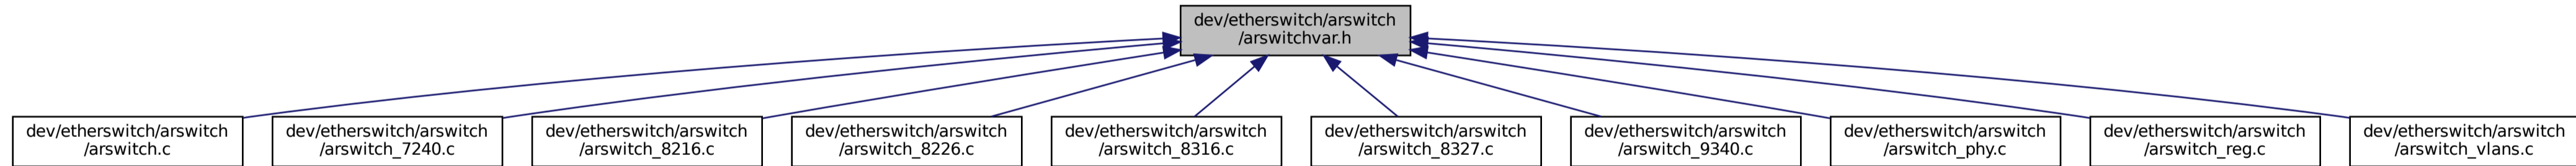 dev/etherswitch/arswitch
/arswitchvar.h
dev/etherswitch/arswitch
/arswitch.c
dev/etherswitch/arswitch
/arswitch_7240.c
dev/etherswitch/arswitch
/arswitch_8216.c
dev/etherswitch/arswitch
/arswitch_8226.c
dev/etherswitch/arswitch
/arswitch_8316.c
dev/etherswitch/arswitch
/arswitch_8327.c
dev/etherswitch/arswitch
/arswitch_9340.c
dev/etherswitch/arswitch
/arswitch_phy.c
dev/etherswitch/arswitch
/arswitch_reg.c
dev/etherswitch/arswitch
/arswitch_vlans.c